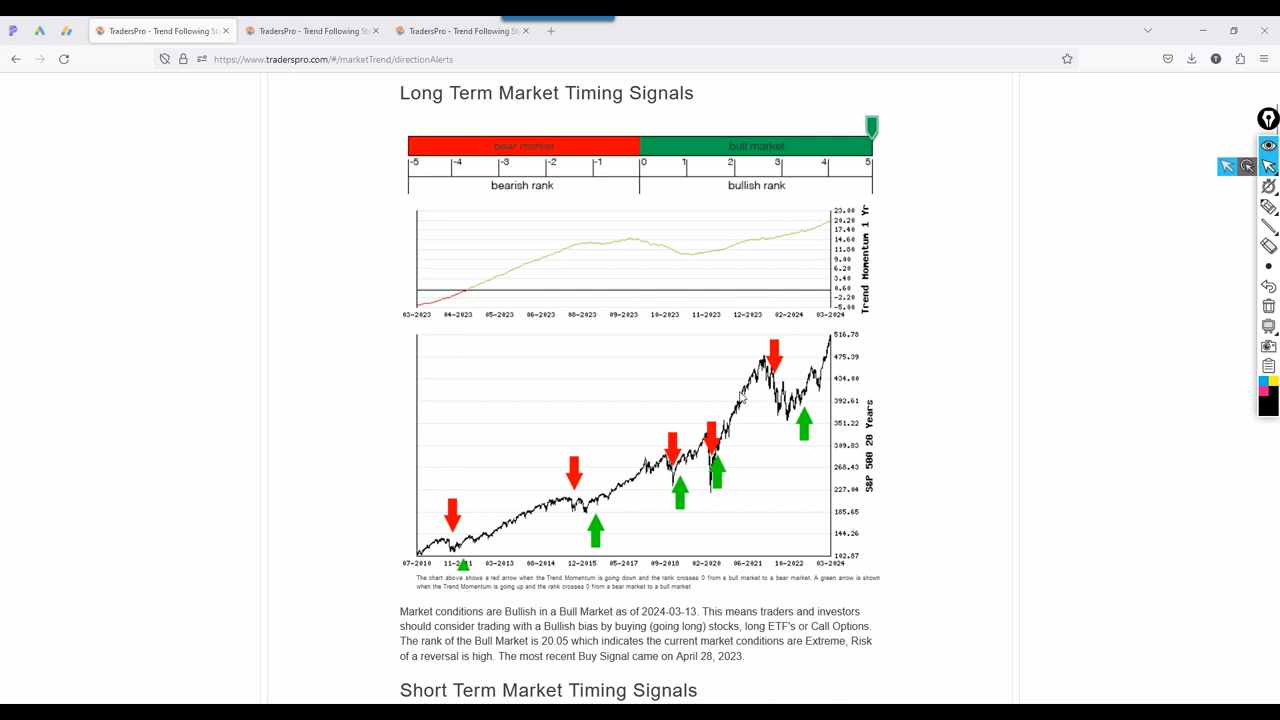 TradersPro - Trend Following St
TradersPro - Trend Following St
TradersPro - Trend Following St
https://www.traderspro.com/#/marketTrend/directionAlerts
T
Long Term Market Timing Signals
bear market
bull market
-5 -4 -3 -2 -1 0 1 2 3 4 5
bearish rank
bullish rank
23.00
20.20
17.40
14.60
11.80
9.00
6.20
3.40
0.60
-2.20
-5.00
Trend Momentum 1 Yr
03-2023 04-2023 05-2023 06-2023 08-2023 09-2023 10-2023 11-2023 12-2023 02-2024 03-2024
516.78
475.39
434.00
392.61
351.22
309.83
268.43
227.04
185.65
144.26
102.87
S&P 500 20 Years
07-2010 11-2011 03-2013 07-2014 12-2015 05-2017 09-2018 02-2020 06-2021 10-2022 03-2024
The chart above shows a red arrow when the Trend Momentum is going down and the rank crosses 0 from a bull market to a bear market. A green arrow is shown
when the Trend Momentum is going up and the rank crosses 0 from a bear market to a bull market.
Market conditions are Bullish in a Bull Market as of 2024-03-13. This means traders and investors
should consider trading with a Bullish bias by buying (going long) stocks, long ETF's or Call Options.
The rank of the Bull Market is 20.05 which indicates the current market conditions are Extreme, Risk
of a reversal is high. The most recent Buy Signal came on April 28, 2023.
Short Term Market Timing Signals